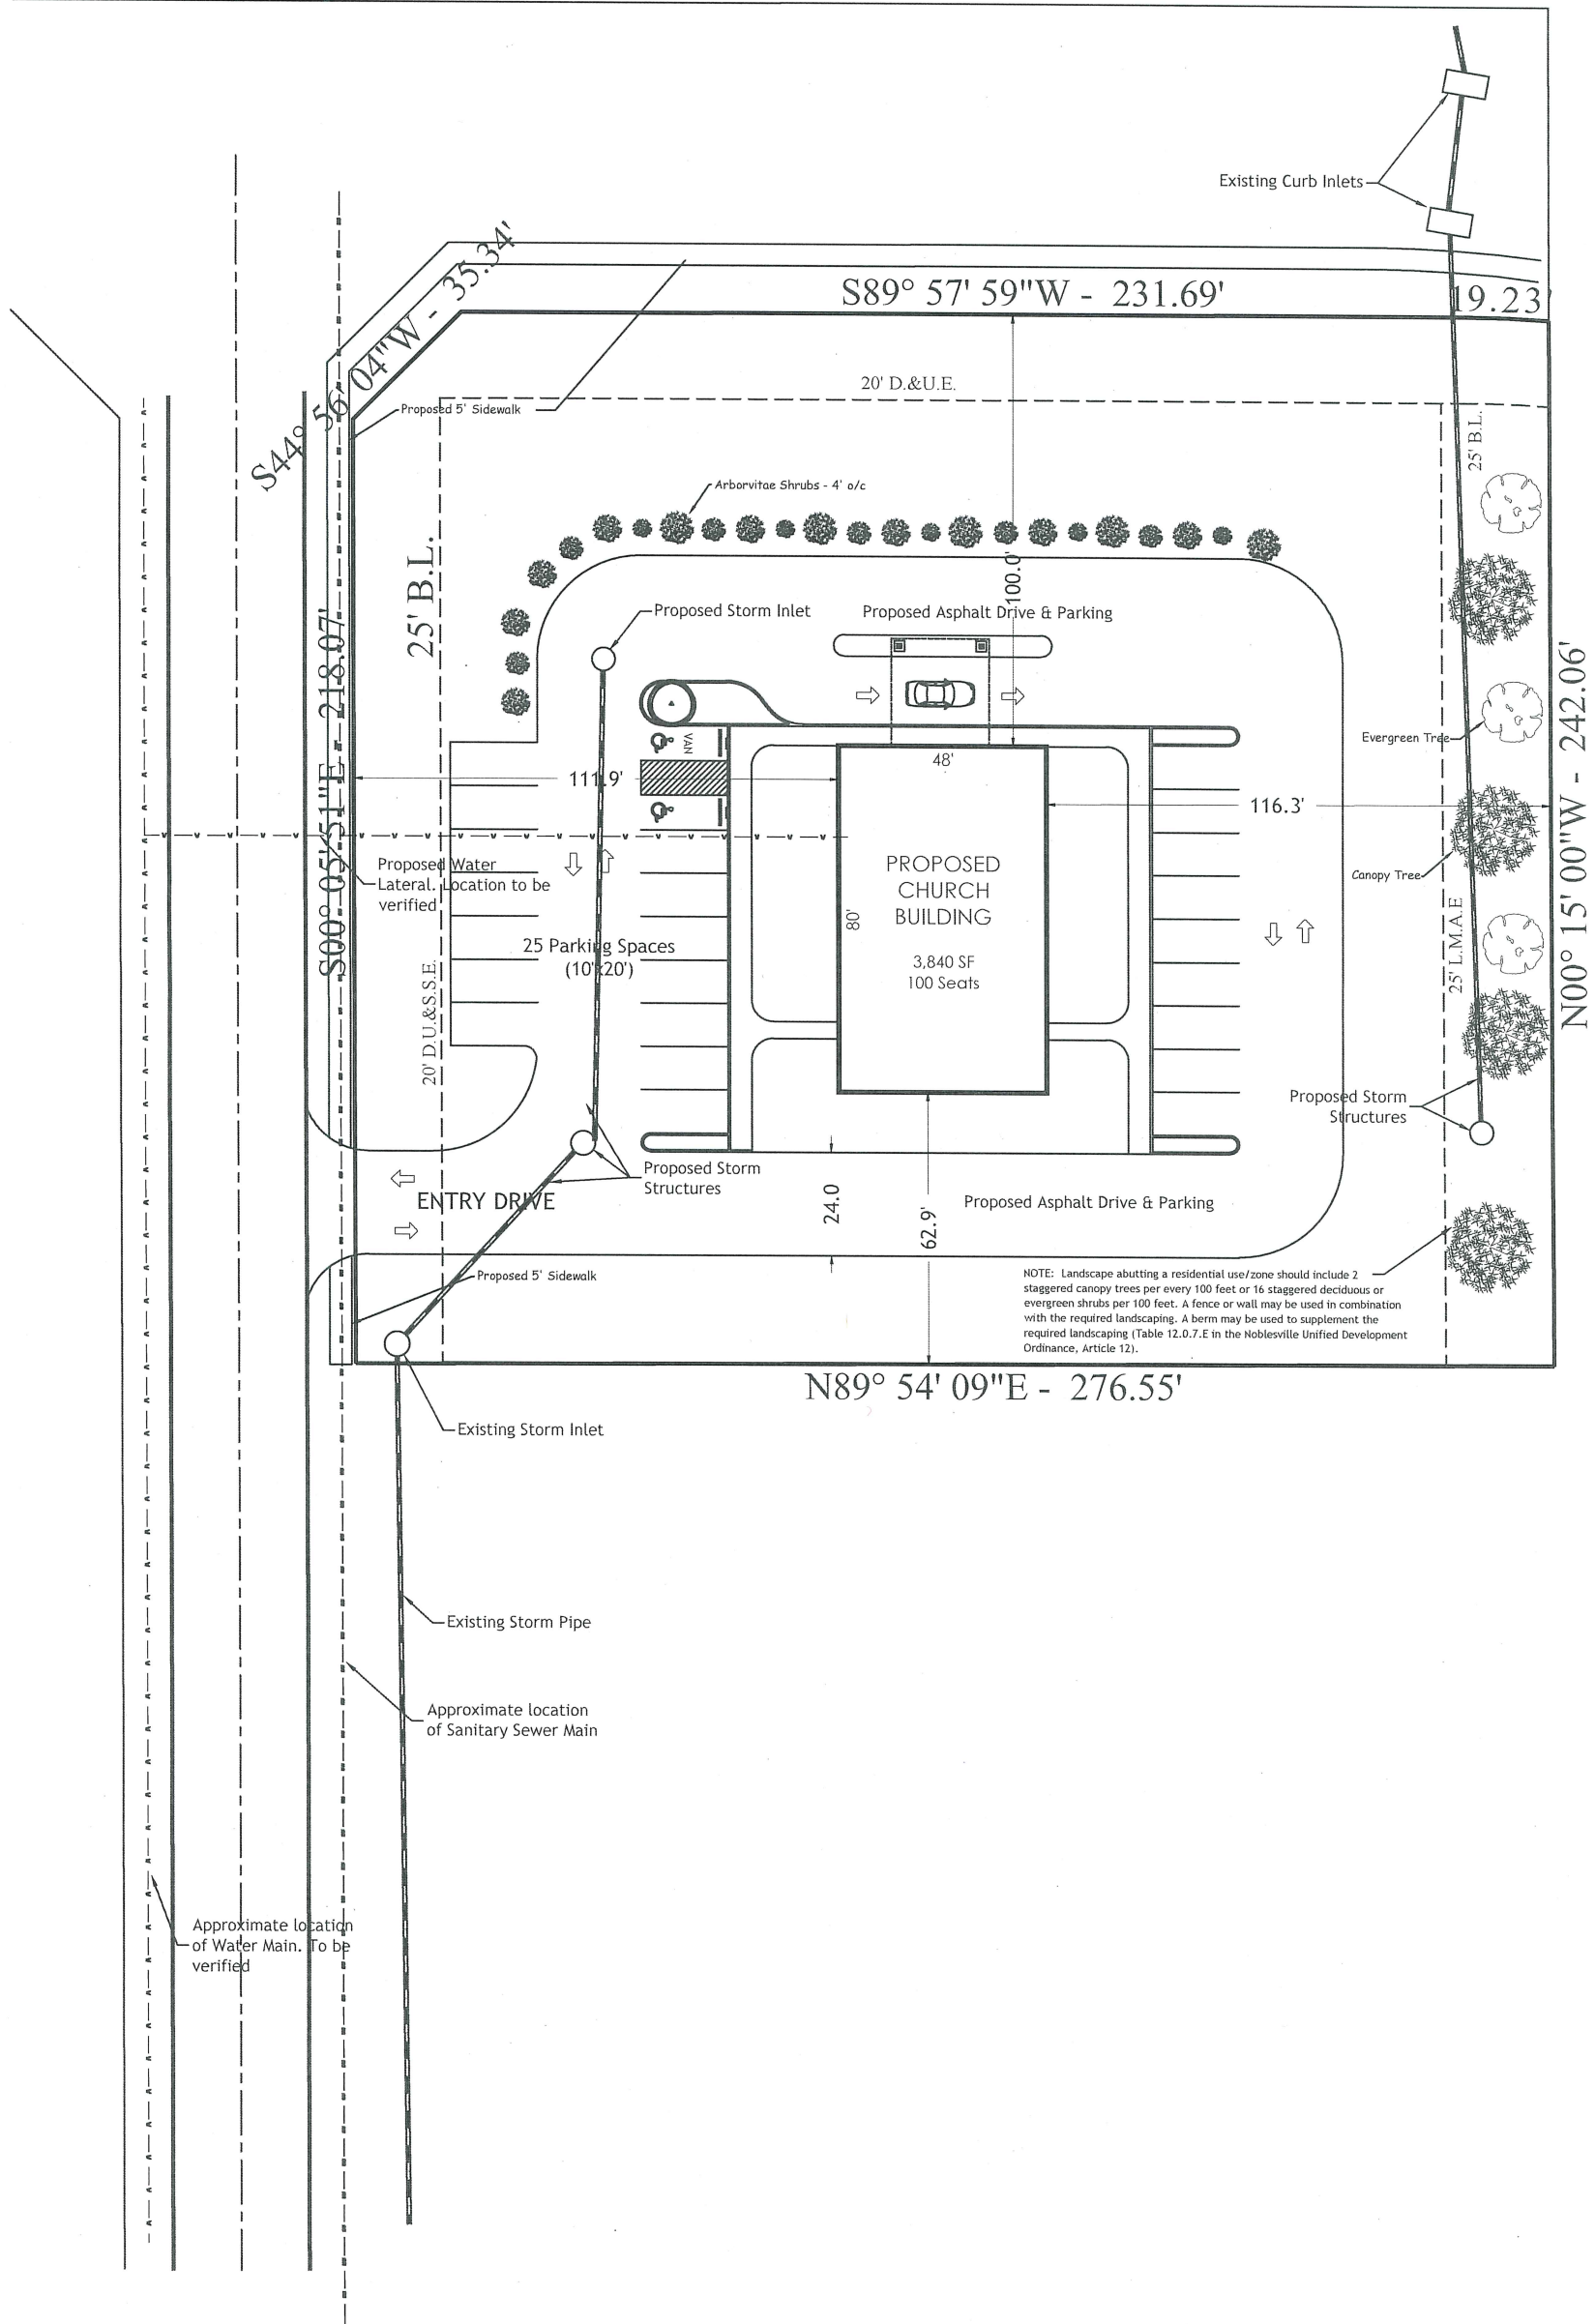 Existing Curb Inlets
S44° 56' 04"W - 35.34'
S89° 57' 59"W - 231.69'
19.23'
20' D.&U.E.
Proposed 5' Sidewalk
25' B.L.
Arborvitae Shrubs - 4' o/c
25' B.L.
100.0'
Proposed Storm Inlet
Proposed Asphalt Drive & Parking
S00° 05' 51"E - 218.07'
N00° 15' 00"W - 242.06'
VAN
Evergreen Tree
48'
111.9'
116.3'
Proposed Water
Lateral. Location to be
verified
PROPOSED
CHURCH
BUILDING
80'
3,840 SF
100 Seats
Canopy Tree
25 Parking Spaces
(10'x20')
25' L.M.A.E
20' D.U.&S.S.E.
Proposed Storm
Structures
Proposed Storm
Structures
ENTRY DRIVE
24.0
62.9'
Proposed Asphalt Drive & Parking
Proposed 5' Sidewalk
NOTE: Landscape abutting a residential use/zone should include 2
staggered canopy trees per every 100 feet or 16 staggered deciduous or
evergreen shrubs per 100 feet. A fence or wall may be used in combination
with the required landscaping. A berm may be used to supplement the
required landscaping (Table 12.0.7.E in the Noblesville Unified Development
Ordinance, Article 12).
N89° 54' 09"E - 276.55'
Existing Storm Inlet
Existing Storm Pipe
Approximate location
of Sanitary Sewer Main
Approximate location
of Water Main. To be
verified